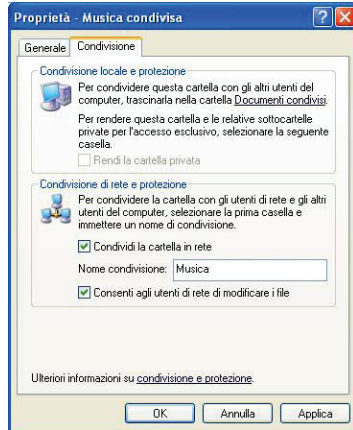 Proprietà - Musica condivisa
Generale
Condivisione
Condivisione locale e protezione
Per condividere questa cartella con gli altri utenti del
computer, trascinarla nella cartella Documenti condivisi.
Per rendere questa cartella e le relative sottocartelle
private per l'accesso esclusivo, selezionare la seguente
casella.
Rendi la cartella privata
Condivisione di rete e protezione
Per condividere la cartella con gli utenti di rete e gli altri
utenti del computer, selezionare la prima casella e
immettere un nome di condivisione.
Condividi la cartella in rete
Nome condivisione: Musica
Consenti agli utenti di rete di modificare i file
Ulteriori informazioni su condivisione e protezione.
OK
Annulla
Applica